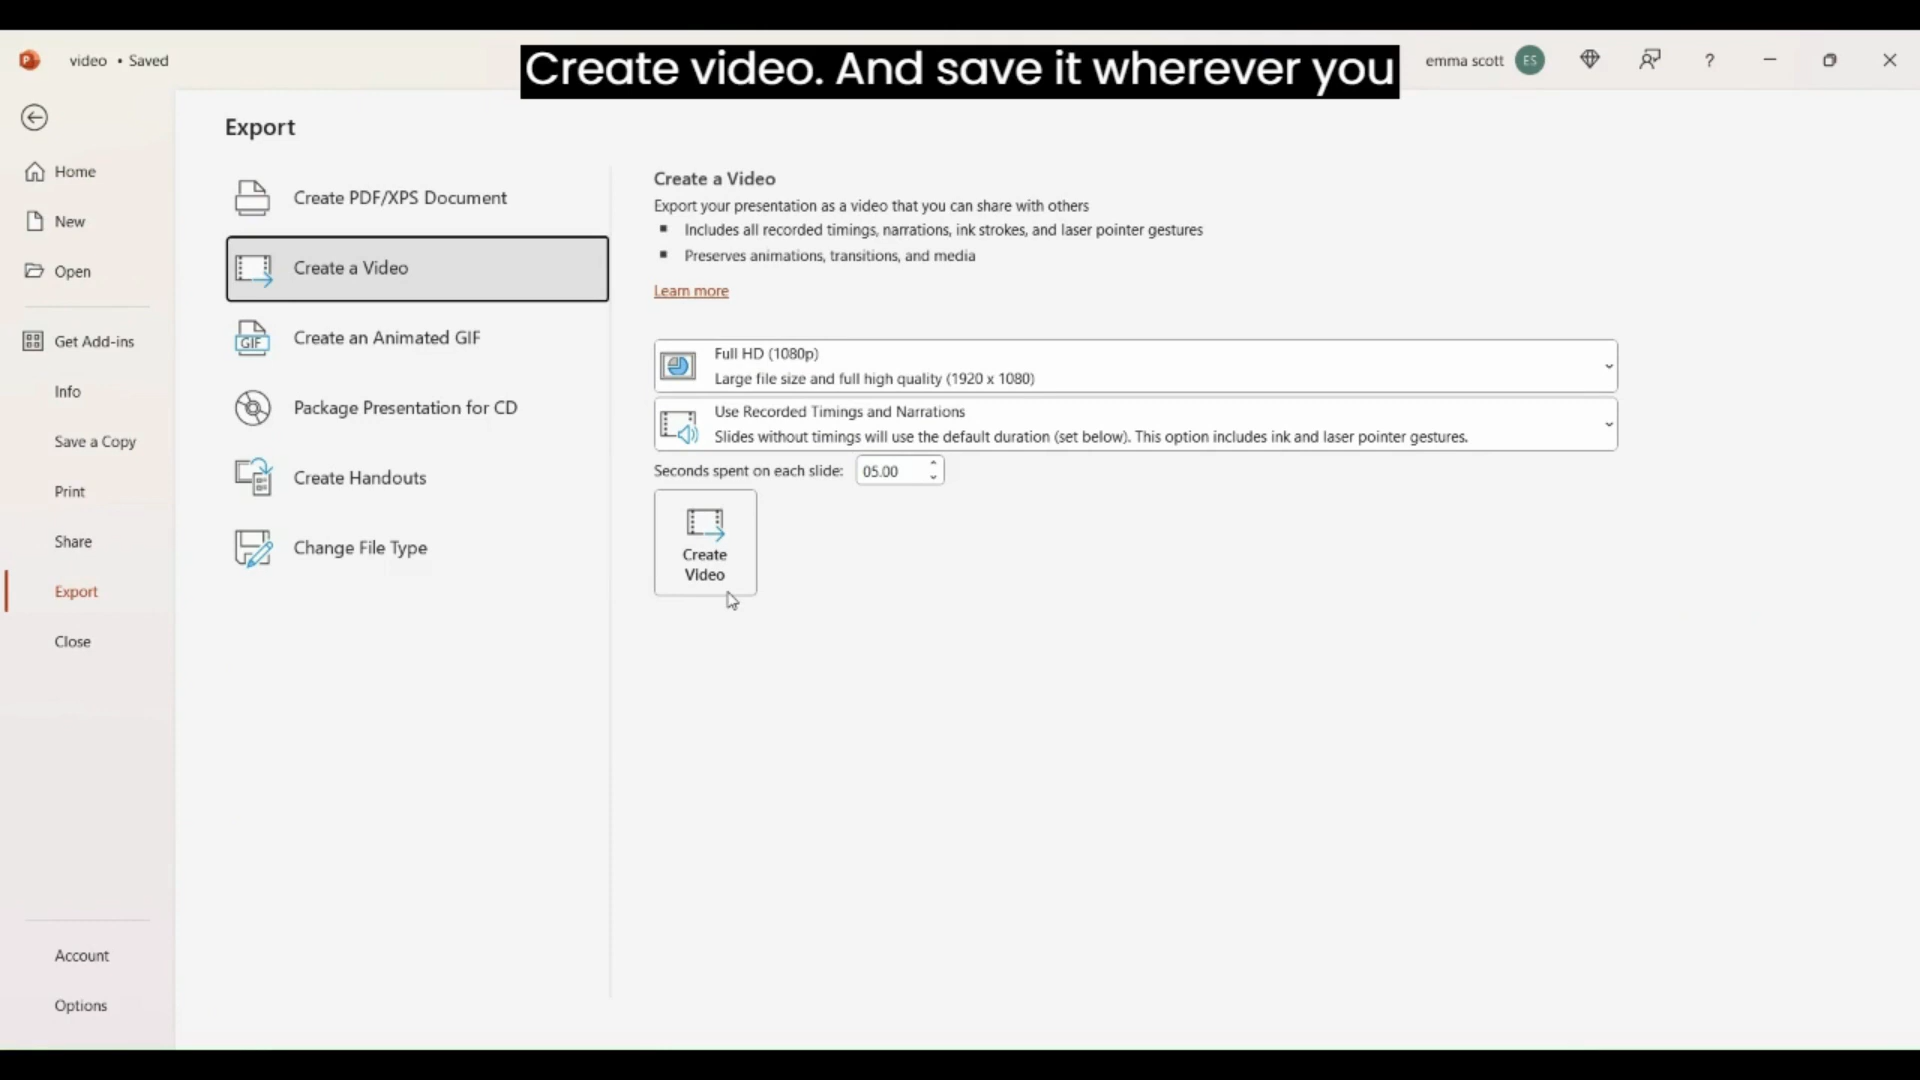 video • Saved
Create video. And save it wherever you
emma scott
ES
?
Home
New
Open
Get Add-ins
Info
Save a Copy
Print
Share
Export
Close
Account
Options
Export
Create PDF/XPS Document
Create a Video
GIF
Create an Animated GIF
Package Presentation for CD
Create Handouts
Change File Type
Create a Video
Export your presentation as a video that you can share with others
▪ Includes all recorded timings, narrations, ink strokes, and laser pointer gestures
▪ Preserves animations, transitions, and media
Learn more
Full HD (1080p)
Large file size and full high quality (1920 x 1080)
Use Recorded Timings and Narrations
Slides without timings will use the default duration (set below). This option includes ink and laser pointer gestures.
Seconds spent on each slide: 05.00
Create
Video